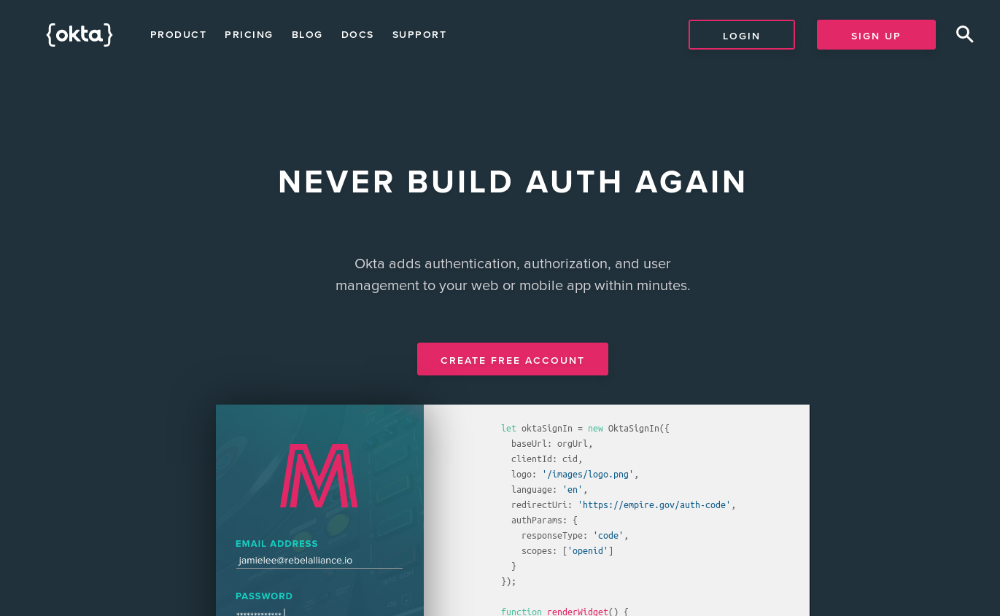 {okta}
PRODUCT PRICING BLOG DOCS SUPPORT
LOGIN
SIGN UP
NEVER BUILD AUTH AGAIN
Okta adds authentication, authorization, and user
management to your web or mobile app within minutes.
CREATE FREE ACCOUNT
M
EMAIL ADDRESS
jamielee@rebelalliance.io
PASSWORD
*************
let oktaSignIn = new OktaSignIn({
  baseUrl: orgUrl,
  clientId: cid,
  logo: '/images/logo.png',
  language: 'en',
  redirectUri: 'https://empire.gov/auth-code',
  authParams: {
    responseType: 'code',
    scopes: ['openid']
  }
});
function renderWidget() {